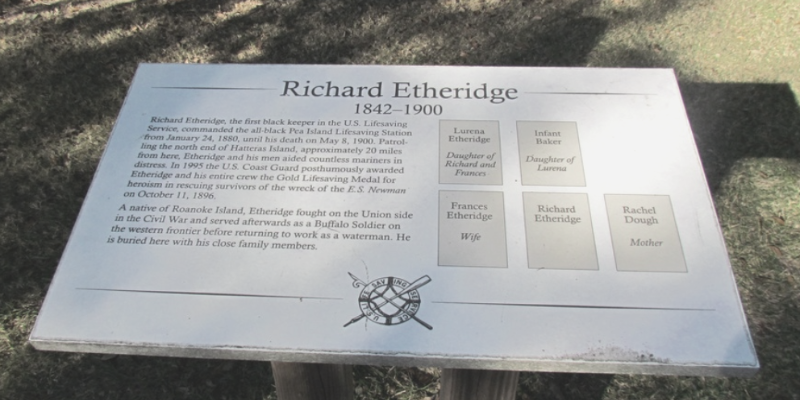 Richard Etheridge
1842–1900
Richard Etheridge, the first black keeper in the U.S. Lifesaving
Service, commanded the all-black Pea Island Lifesaving Station
from January 24, 1880, until his death on May 8, 1900. Patrol-
ling the north end of Hatteras Island, approximately 20 miles
from here, Etheridge and his men aided countless mariners in
distress. In 1995 the U.S. Coast Guard posthumously awarded
Etheridge and his entire crew the Gold Lifesaving Medal for
heroism in rescuing survivors of the wreck of the E.S. Newman
on October 11, 1896.
A native of Roanoke Island, Etheridge fought on the Union side
in the Civil War and served afterwards as a Buffalo Soldier on
the western frontier before returning to work as a waterman. He
is buried here with his close family members.
Lurena
Etheridge
Daughter of
Richard and
Frances
Infant
Baker
Daughter of
Lurena
Frances
Etheridge
Wife
Richard
Etheridge
Rachel
Dough
Mother
U.S. LIFE SAVING SERVICE